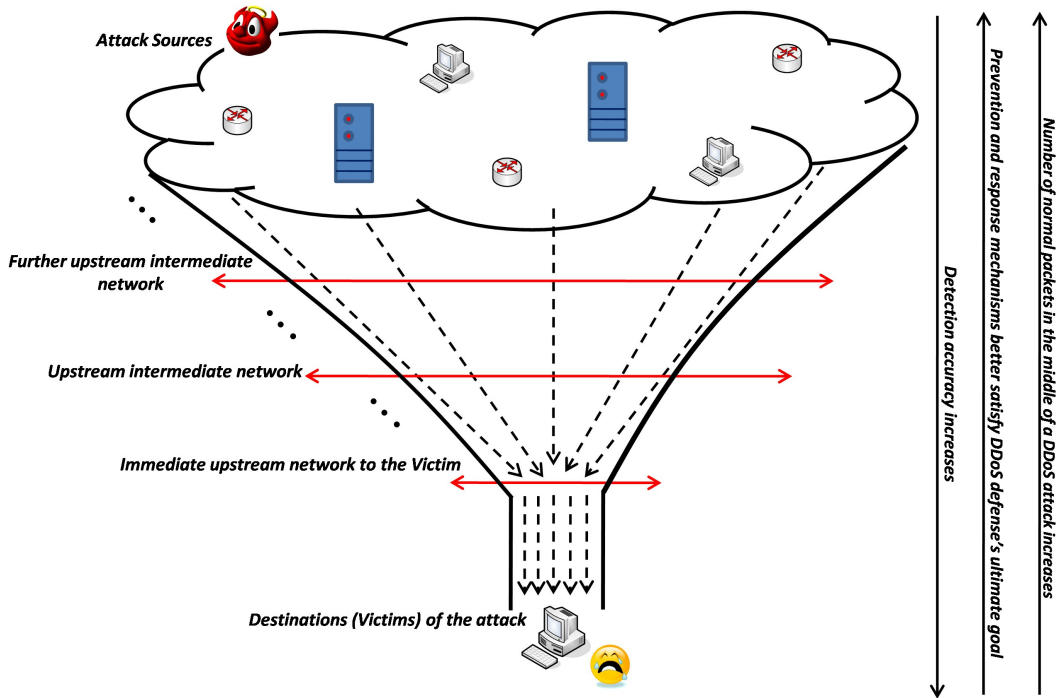 Attack Sources
Further upstream intermediate
network
Upstream intermediate network
Immediate upstream network to the Victim
Destinations (Victims) of the attack
Detection accuracy increases
Prevention and response mechanisms better satisfy DDoS defense's ultimate goal
Number of normal packets in the middle of a DDoS attack increases